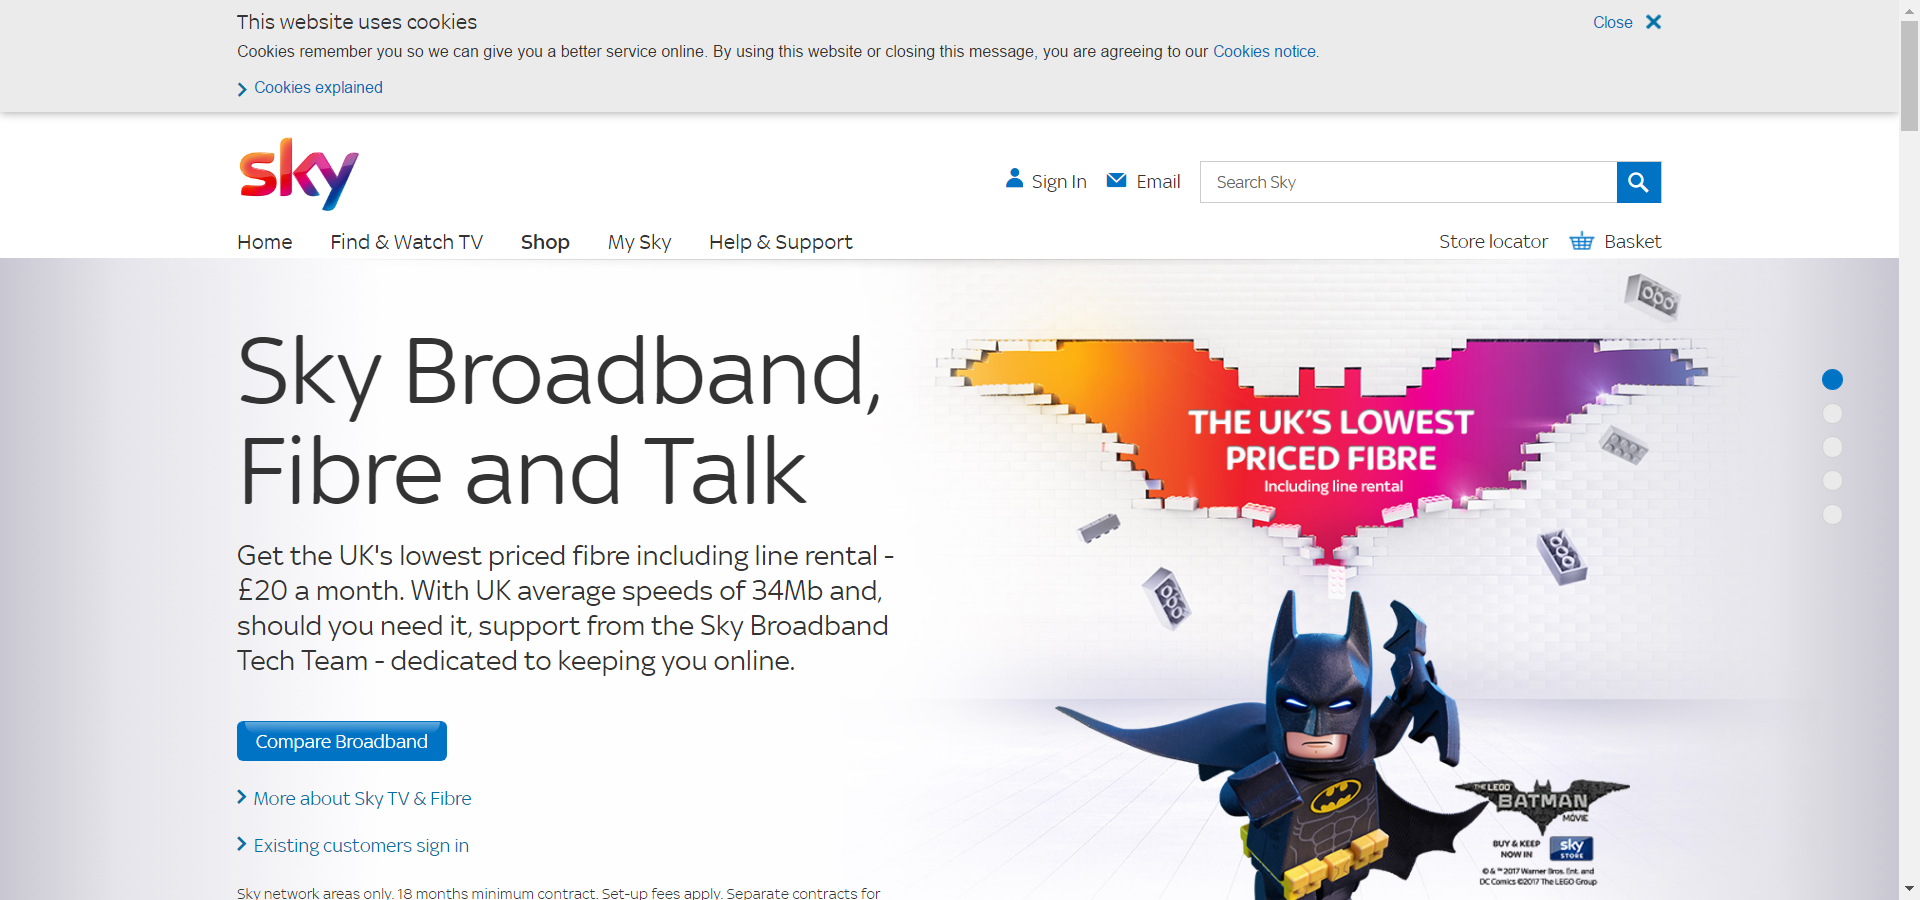 This website uses cookies
Close
Cookies remember you so we can give you a better service online. By using this website or closing this message, you are agreeing to our Cookies notice.
Cookies explained
sky
Sign In
Email
Search Sky
Home
Find & Watch TV
Shop
My Sky
Help & Support
Store locator
Basket
Sky Broadband,
Fibre and Talk
Get the UK's lowest priced fibre including line rental -
£20 a month. With UK average speeds of 34Mb and,
should you need it, support from the Sky Broadband
Tech Team - dedicated to keeping you online.
Compare Broadband
More about Sky TV & Fibre
Existing customers sign in
Sky network areas only. 18 months minimum contract. Set-up fees apply. Separate contracts for
THE UK'S LOWEST
PRICED FIBRE
Including line rental
THE LEGO
BATMAN
MOVIE
BUY & KEEP
NOW IN
sky
STORE
© & ™ 2017 Warner Bros. Ent. and
DC Comics ©2017 The LEGO Group